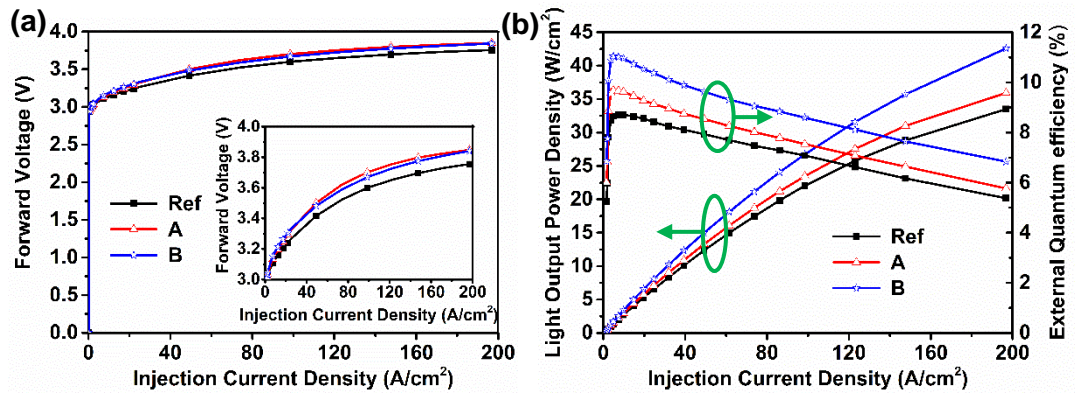 (a)
Forward Voltage (V)
4.0
3.5
3.0
2.5
2.0
1.5
1.0
0.5
0.0
Ref
A
B
Forward Voltage (V)
4.0
3.8
3.6
3.4
3.2
3.0
0 40 80 120 160 200
Injection Current Density (A/cm²)
0 40 80 120 160 200
Injection Current Density (A/cm²)
(b)
Light Output Power Density (W/cm²)
45
40
35
30
25
20
15
10
5
0
Ref
A
B
12
10
8
6
4
2
0
External Quantum efficiency (%)
0 40 80 120 160 200
Injection Current Density (A/cm²)